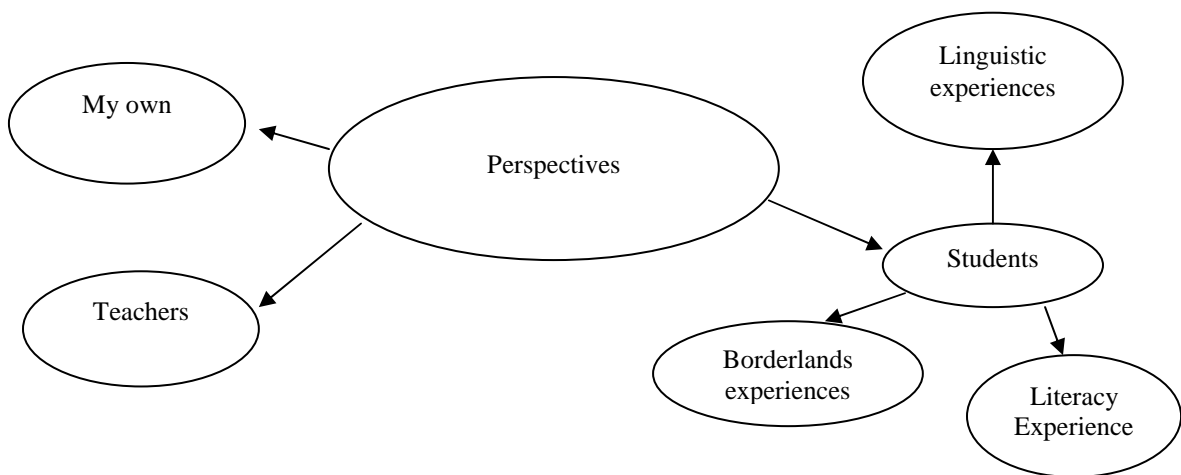 Linguistic
experiences
My own
Perspectives
Students
Teachers
Borderlands
experiences
Literacy
Experience